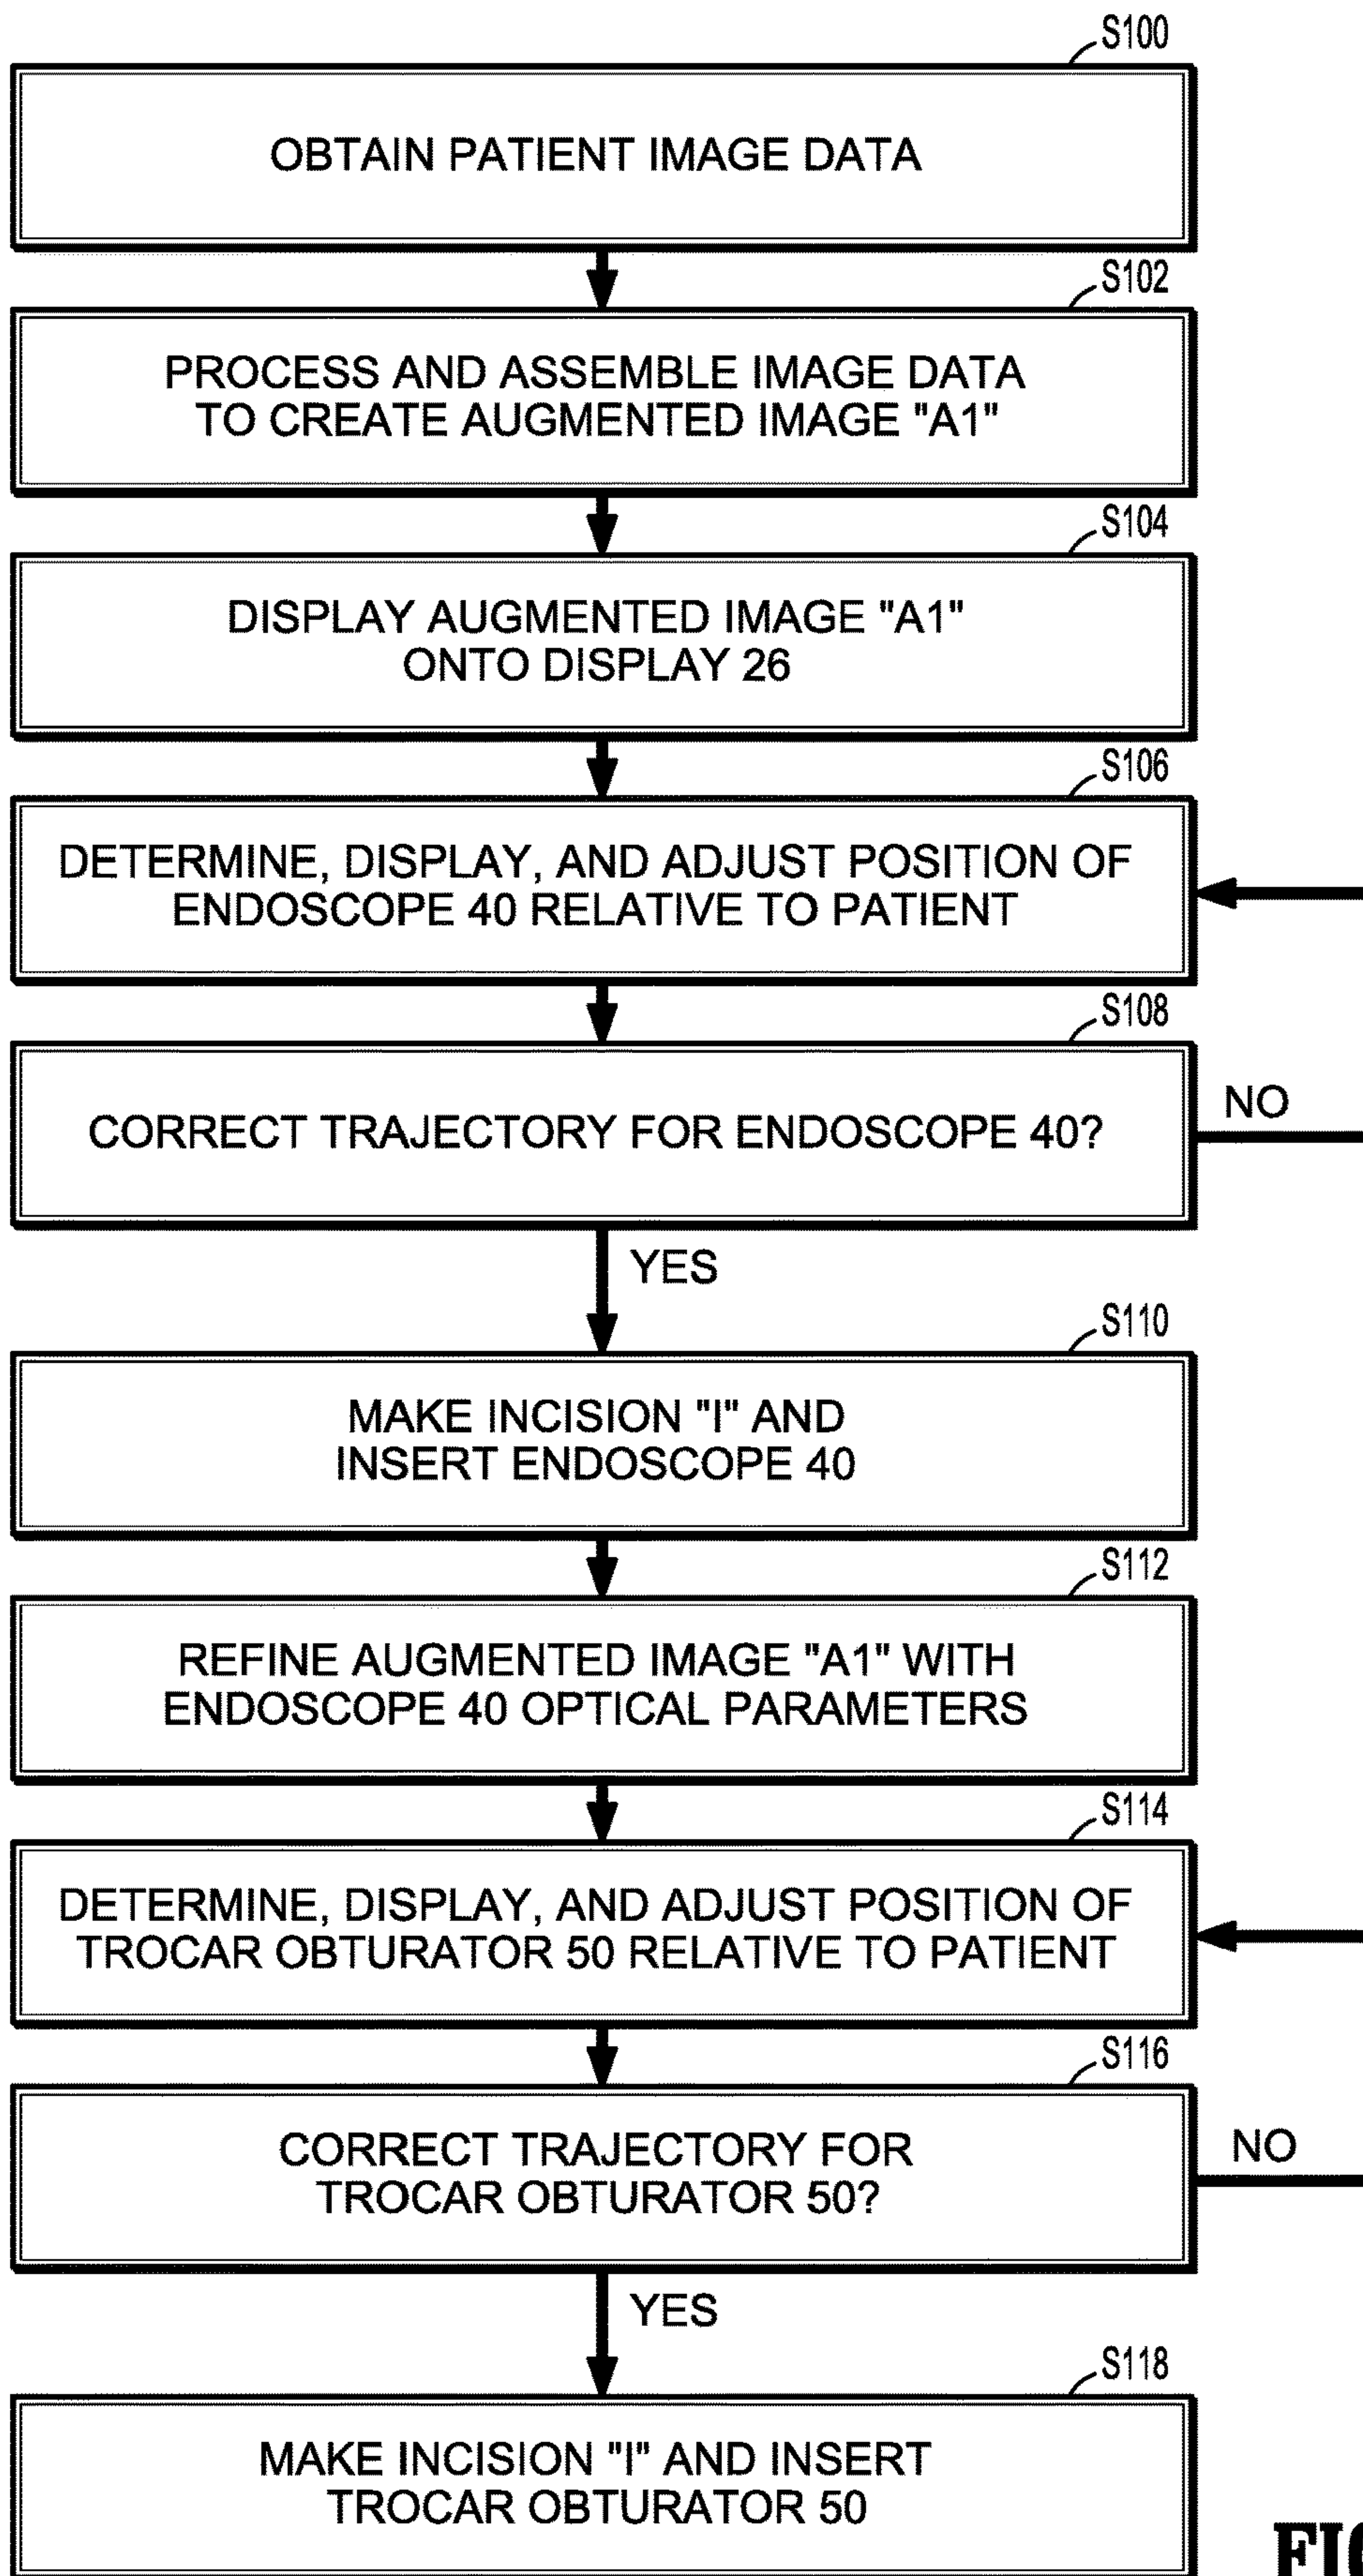 S100
OBTAIN PATIENT IMAGE DATA
S102
PROCESS AND ASSEMBLE IMAGE DATA
TO CREATE AUGMENTED IMAGE "A1"
S104
DISPLAY AUGMENTED IMAGE "A1"
ONTO DISPLAY 26
S106
DETERMINE, DISPLAY, AND ADJUST POSITION OF
ENDOSCOPE 40 RELATIVE TO PATIENT
S108
CORRECT TRAJECTORY FOR ENDOSCOPE 40?
NO
YES
S110
MAKE INCISION "I" AND
INSERT ENDOSCOPE 40
S112
REFINE AUGMENTED IMAGE "A1" WITH
ENDOSCOPE 40 OPTICAL PARAMETERS
S114
DETERMINE, DISPLAY, AND ADJUST POSITION OF
TROCAR OBTURATOR 50 RELATIVE TO PATIENT
S116
CORRECT TRAJECTORY FOR
TROCAR OBTURATOR 50?
NO
YES
S118
MAKE INCISION "I" AND INSERT
TROCAR OBTURATOR 50